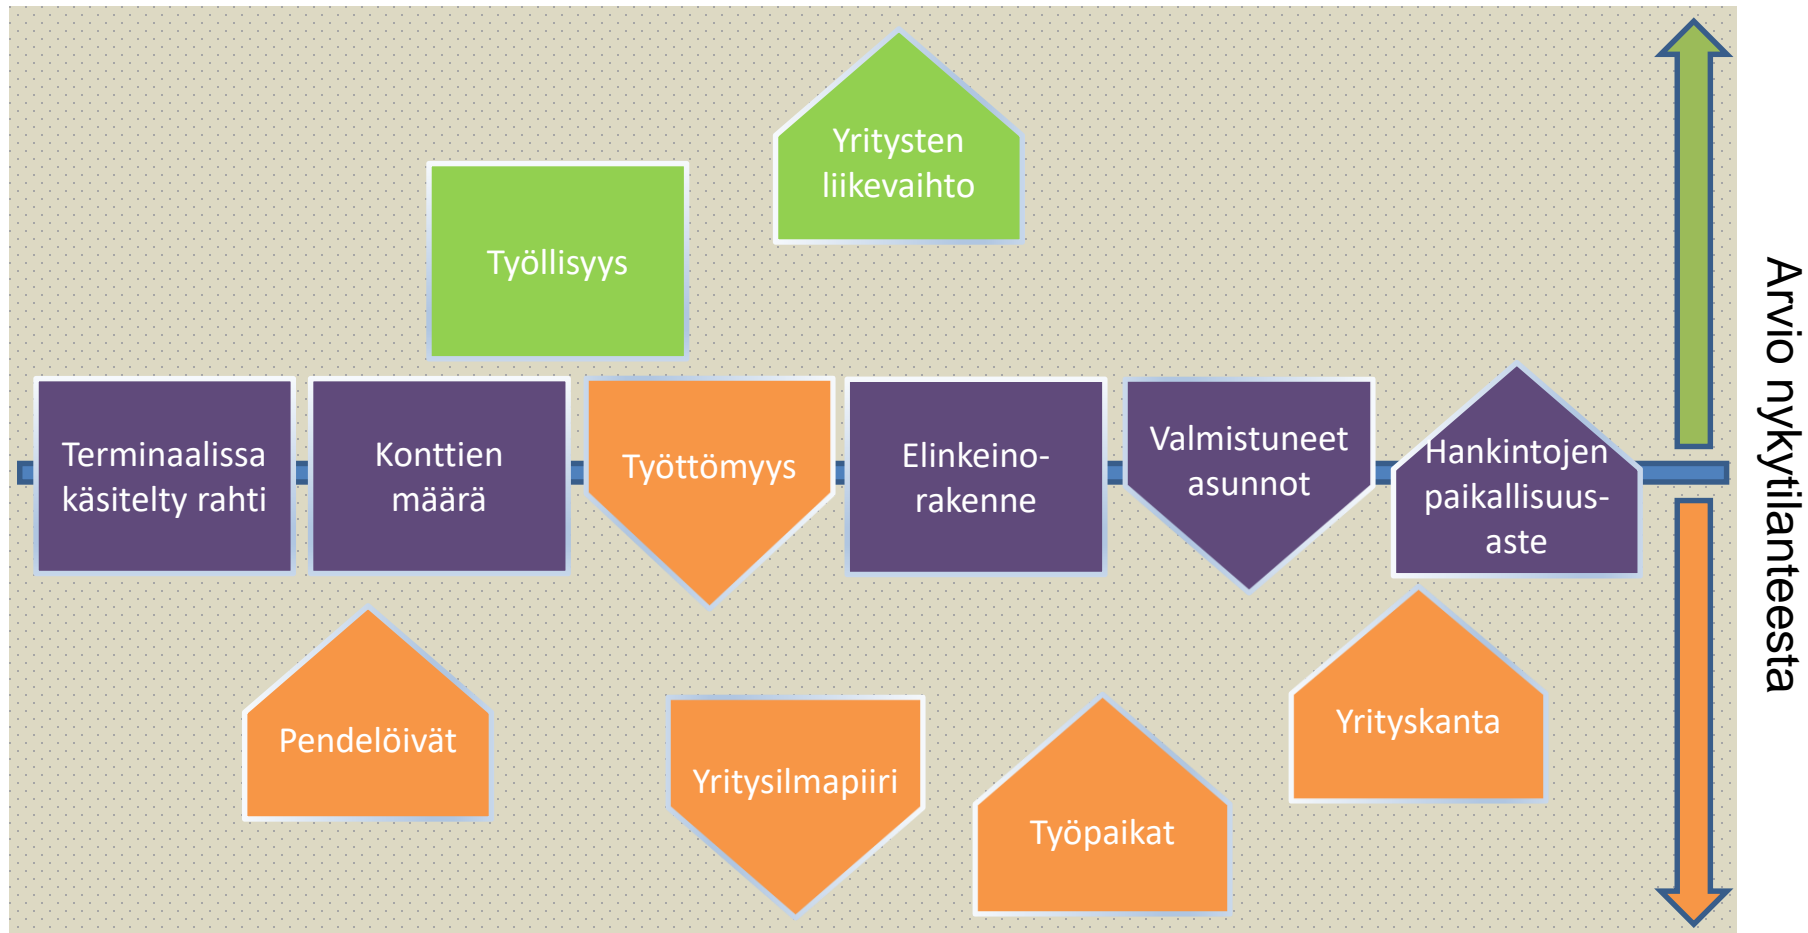 Yritysten
liikevaihto
Työllisyys
Terminaalissa
käsitelty rahti
Konttien
määrä
Työttömyys
Elinkeino-
rakenne
Valmistuneet
asunnot
Hankintojen
paikallisuus-
aste
Pendelöivät
Yritysilmapiiri
Työpaikat
Yrityskanta
Arvio nykytilanteesta